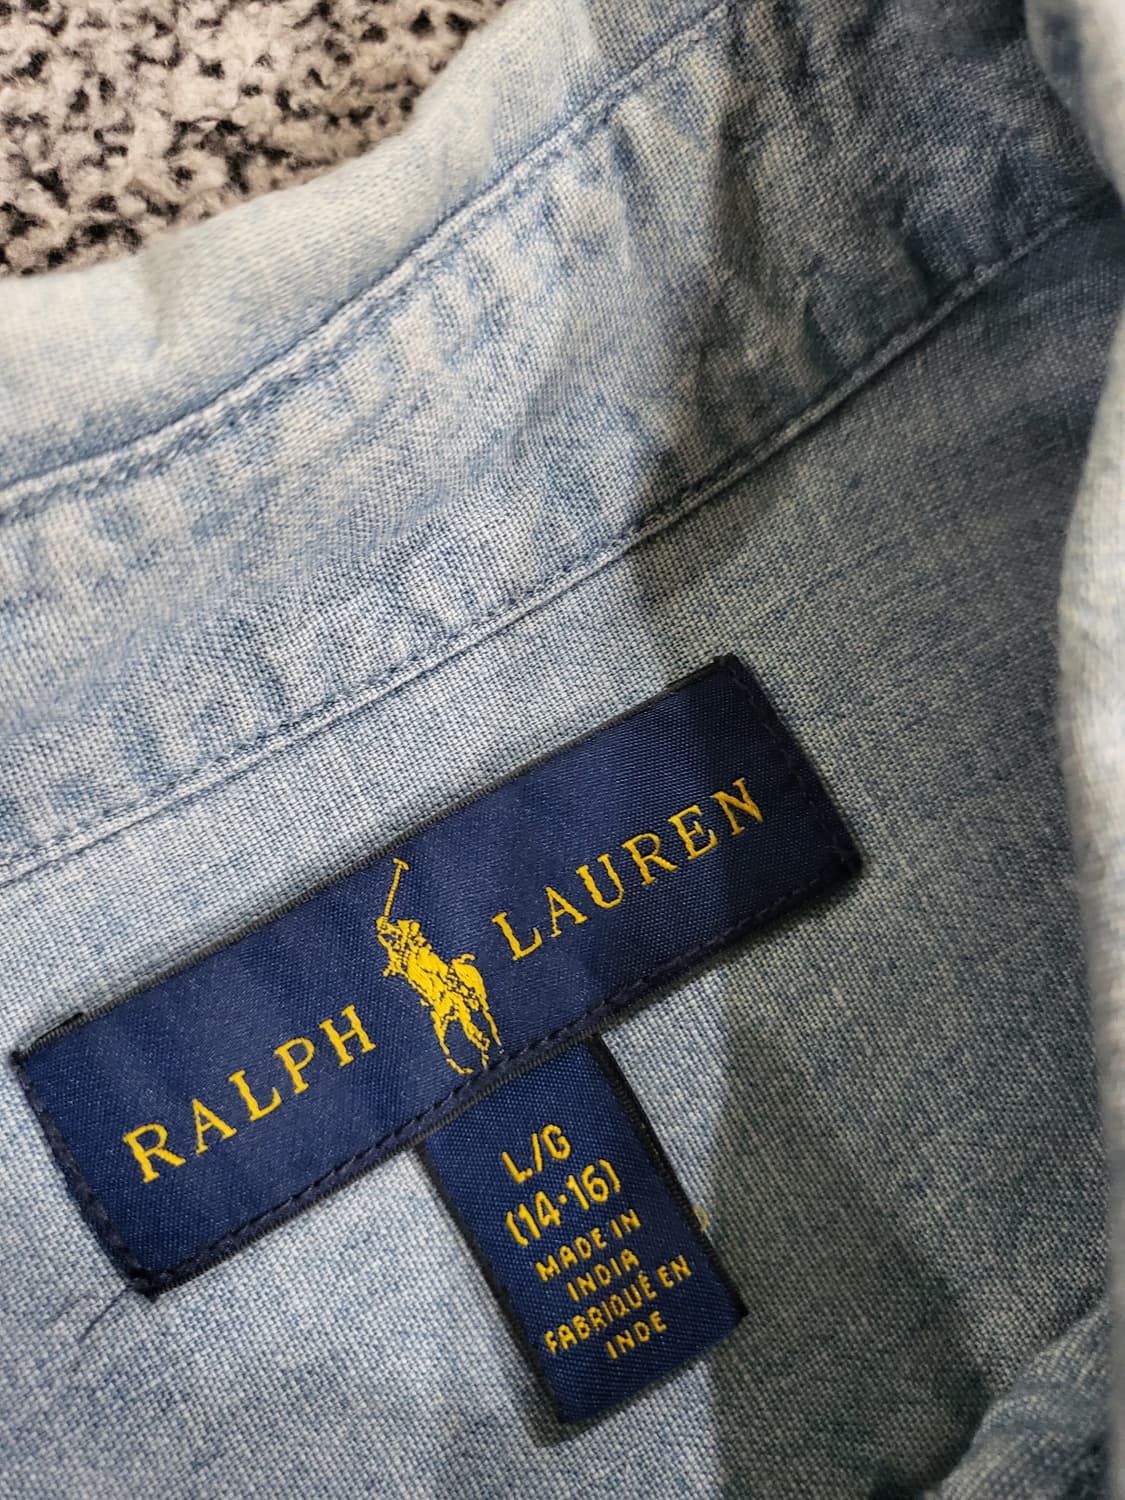 RALPH LAUREN
L/G
(14-16)
MADE IN
INDIA
FABRIQUÉ EN
INDE